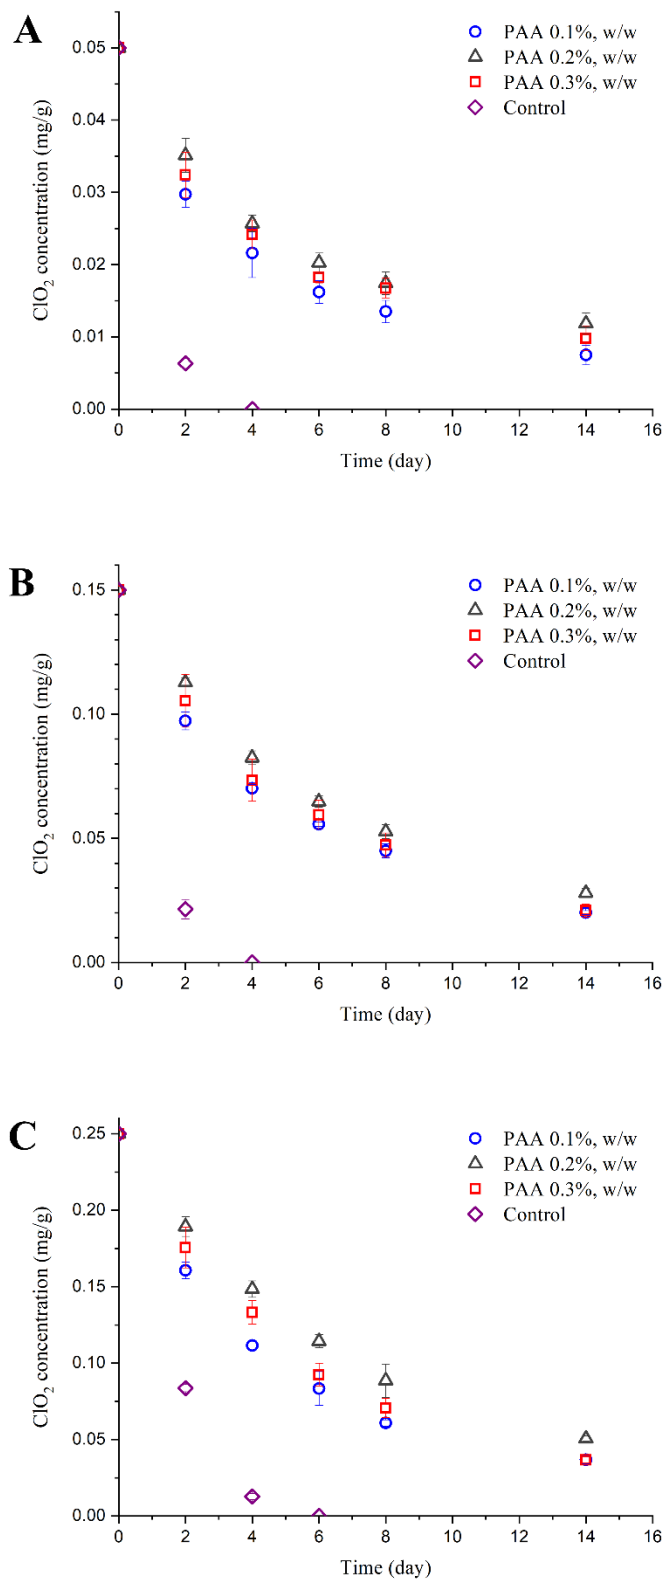 A
PAA 0.1%, w/w
PAA 0.2%, w/w
PAA 0.3%, w/w
Control
ClO₂ concentration (mg/g)
0.05
0.04
0.03
0.02
0.01
0.00
0 2 4 6 8 10 12 14 16
Time (day)
B
PAA 0.1%, w/w
PAA 0.2%, w/w
PAA 0.3%, w/w
Control
ClO₂ concentration (mg/g)
0.15
0.10
0.05
0.00
0 2 4 6 8 10 12 14 16
Time (day)
C
PAA 0.1%, w/w
PAA 0.2%, w/w
PAA 0.3%, w/w
Control
ClO₂ concentration (mg/g)
0.25
0.20
0.15
0.10
0.05
0.00
0 2 4 6 8 10 12 14 16
Time (day)